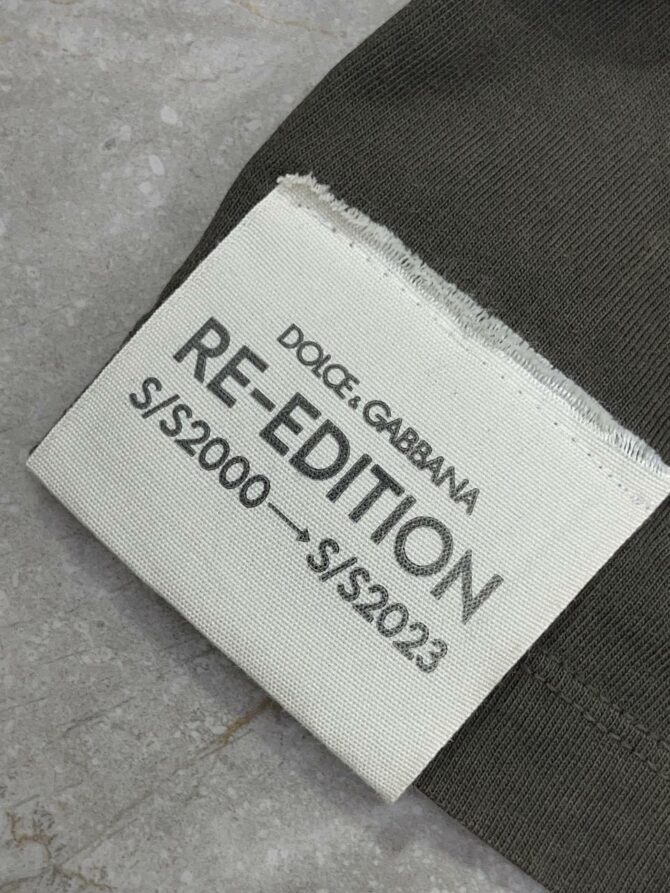 DOLCE & GABBANA
RE-EDITION
S/S2000→S/S2023